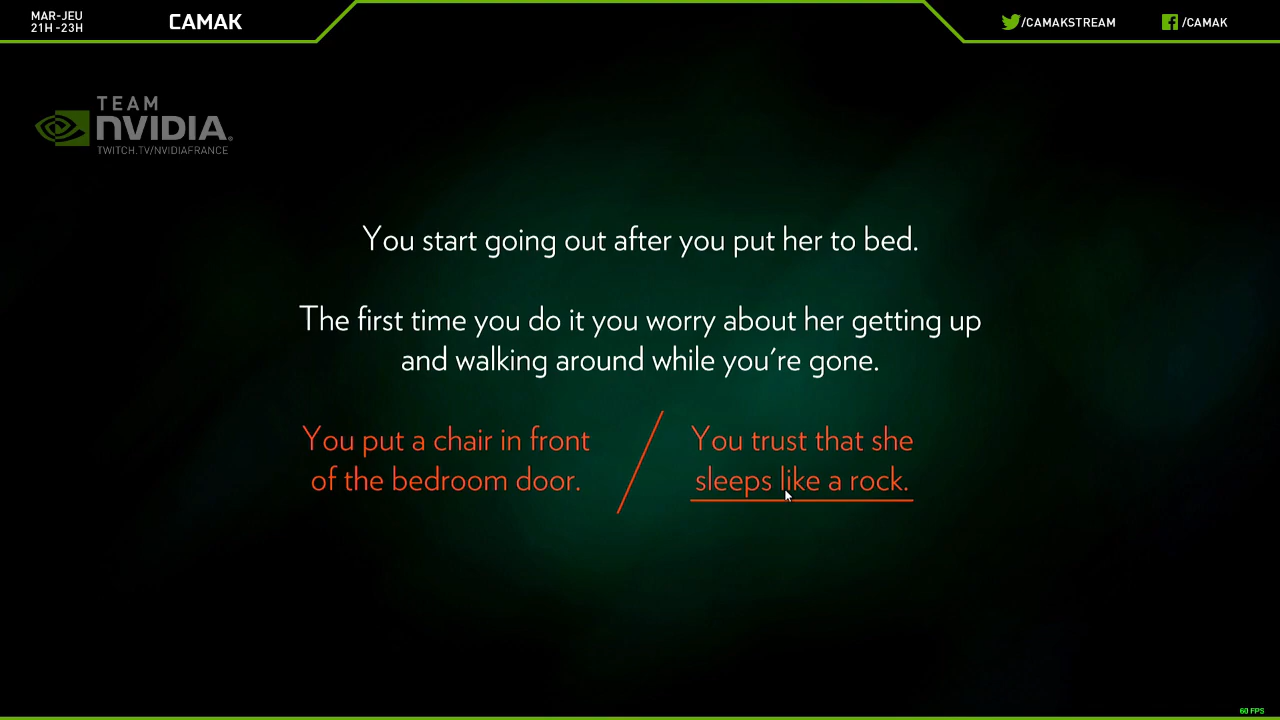 MAR-JEU
21H -23H
CAMAK
/CAMAKSTREAM
/CAMAK
TEAM
NVIDIA.
TWITCH.TV/NVIDIAFRANCE
You start going out after you put her to bed.
The first time you do it you worry about her getting up
and walking around while you're gone.
You put a chair in front
of the bedroom door.
You trust that she
sleeps like a rock.
60 FPS